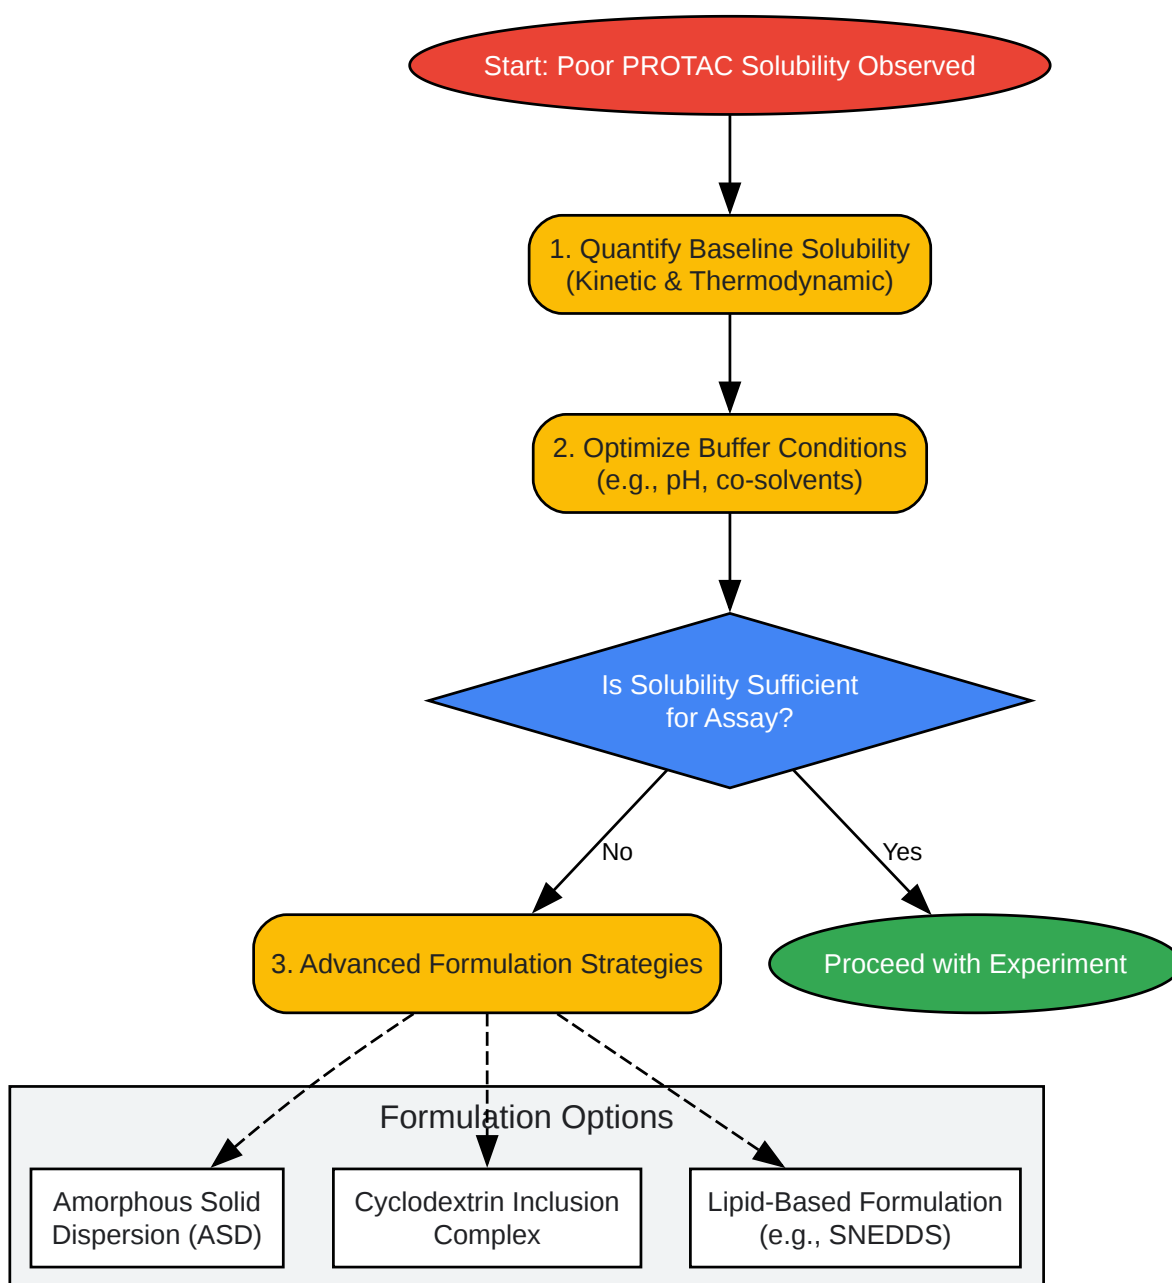 Start: Poor PROTAC Solubility Observed
1. Quantify Baseline Solubility
(Kinetic & Thermodynamic)
2. Optimize Buffer Conditions
(e.g., pH, co-solvents)
Is Solubility Sufficient
for Assay?
No
Yes
3. Advanced Formulation Strategies
Proceed with Experiment
Formulation Options
Amorphous Solid
Dispersion (ASD)
Cyclodextrin Inclusion
Complex
Lipid-Based Formulation
(e.g., SNEDDS)